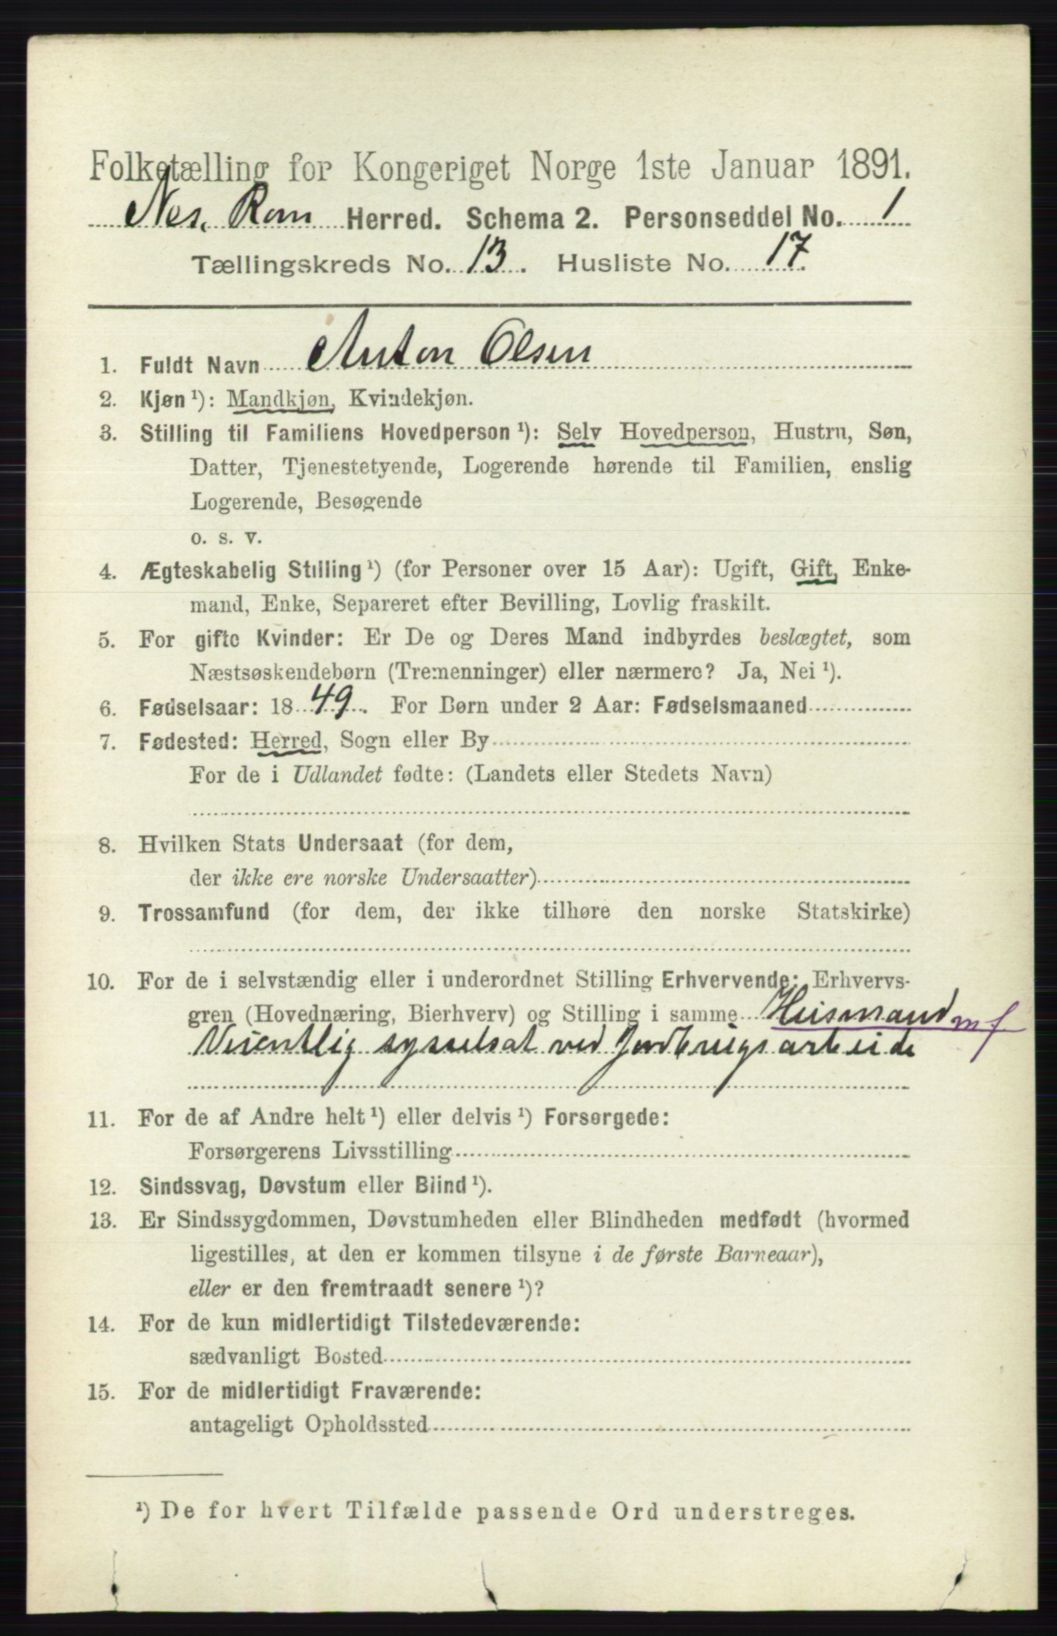 Folketælling for Kongeriget Norge 1ste Januar 1891.
Nes, Rom Herred. Schema 2. Personseddel No. 1
Tællingskreds No. 13. Husliste No. 17.
1. Fuldt Navn Anton Olsen
2. Kjøn ¹): Mandkjøn, Kvindekjøn.
3. Stilling til Familiens Hovedperson ¹): Selv Hovedperson, Hustru, Søn,
Datter, Tjenestetyende, Logerende hørende til Familien, enslig
Logerende, Besøgende
o. s. v.
4. Ægteskabelig Stilling ¹) (for Personer over 15 Aar): Ugift, Gift, Enke-
mand, Enke, Separeret efter Bevilling, Lovlig fraskilt.
5. For gifte Kvinder: Er De og Deres Mand indbyrdes beslægtet, som
Næstsøskendebørn (Tremenninger) eller nærmere? Ja, Nei ¹).
6. Fødselsaar: 1849. For Børn under 2 Aar: Fødselsmaaned
7. Fødested: Herred, Sogn eller By
For de i Udlandet fødte: (Landets eller Stedets Navn)
8. Hvilken Stats Undersaat (for dem,
der ikke ere norske Undersaatter)
9. Trossamfund (for dem, der ikke tilhøre den norske Statskirke)
10. For de i selvstændig eller i underordnet Stilling Erhvervende: Erhvervs-
gren (Hovednæring, Bierhverv) og Stilling i samme Husmand mf
Væsentlig sysselsat ved Jordbrugsarbeide
11. For de af Andre helt ¹) eller delvis ¹) Forsørgede:
Forsørgerens Livsstilling
12. Sindssvag, Døvstum eller Blind ¹).
13. Er Sindssygdommen, Døvstumheden eller Blindheden medfødt (hvormed
ligestilles, at den er kommen tilsyne i de første Barneaar),
eller er den fremtraadt senere ¹)?
14. For de kun midlertidigt Tilstedeværende:
sædvanligt Bosted
15. For de midlertidigt Fraværende:
antageligt Opholdssted
¹) De for hvert Tilfælde passende Ord understreges.